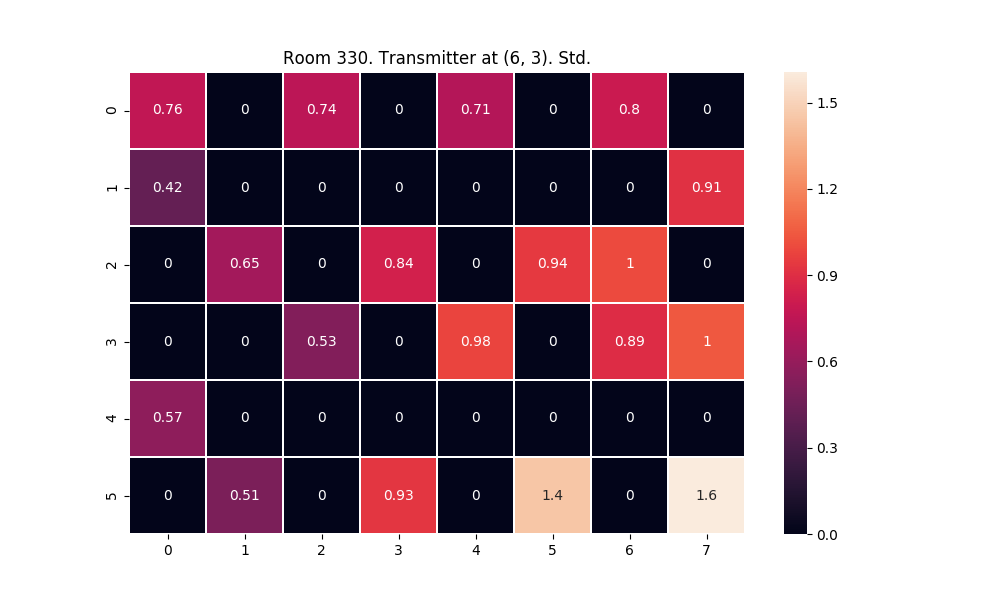 Room 330. Transmitter at (6, 3). Std.
0 0.76 0 0.74 0 0.71 0 0.8 0
1 0.42 0 0 0 0 0 0 0.91
2 0 0.65 0 0.84 0 0.94 1 0
3 0 0 0.53 0 0.98 0 0.89 1
4 0.57 0 0 0 0 0 0 0
5 0 0.51 0 0.93 0 1.4 0 1.6
0 1 2 3 4 5 6 7
1.5
1.2
0.9
0.6
0.3
0.0